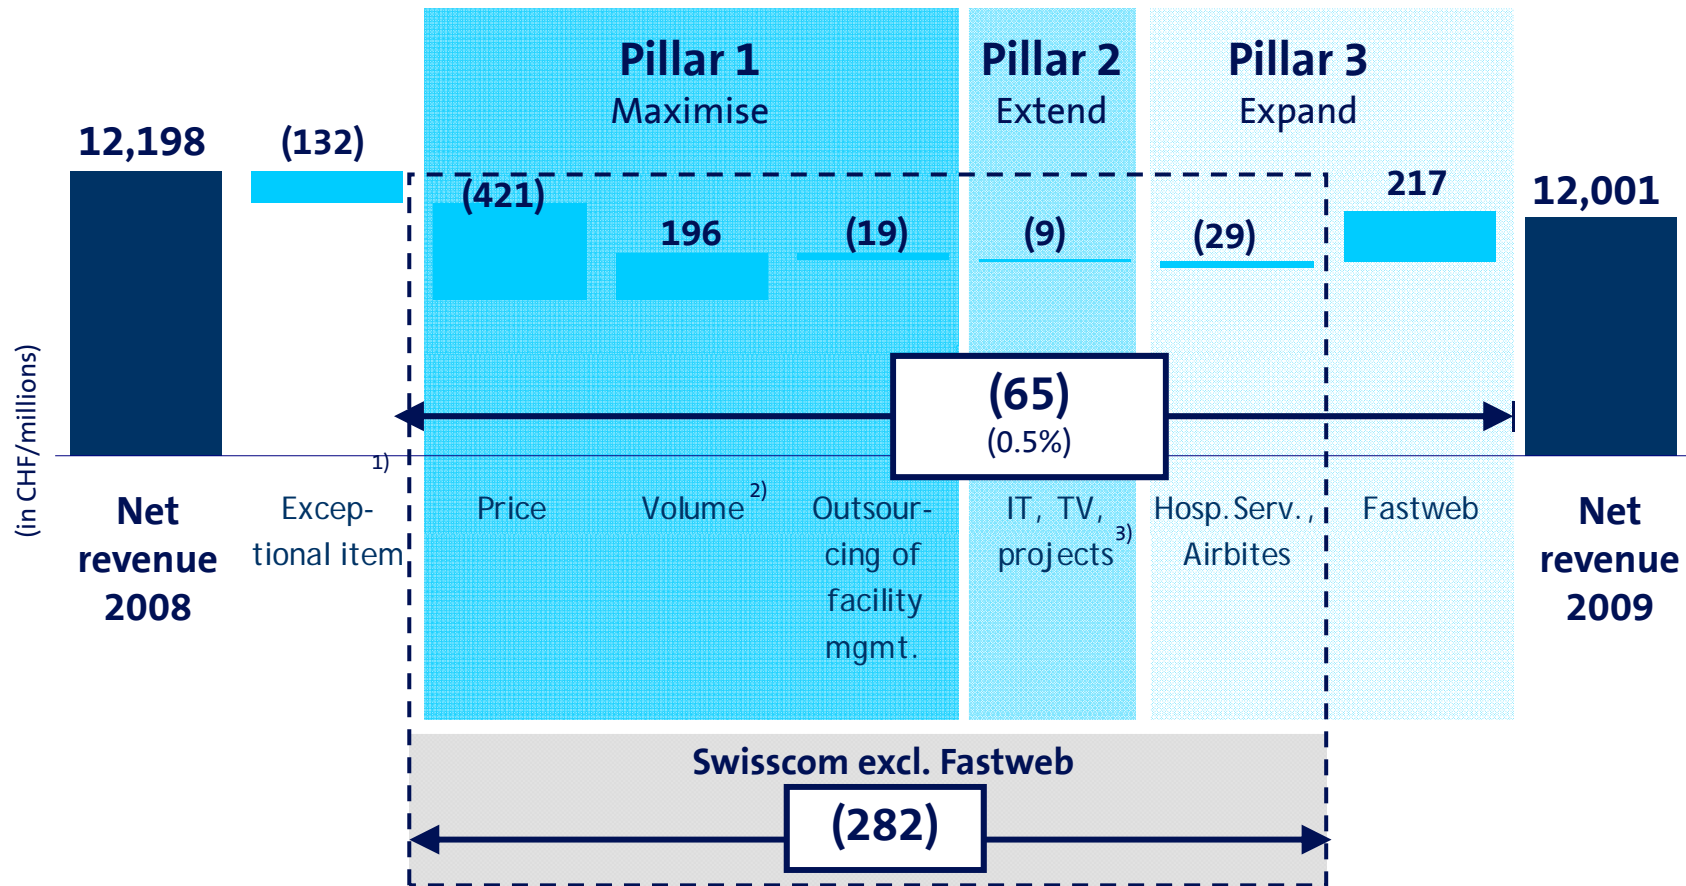 Pillar 1
Maximise
Pillar 2
Extend
Pillar 3
Expand
12,198
(132)
(421)
196
(19)
(9)
(29)
217
12,001
(65)
(0.5%)
(in CHF/millions)
Net
revenue
2008
1)
Excep-
tional item
Price
Volume 2)
Outsour-
cing of
facility
mgmt.
IT, TV,
projects 3)
Hosp.Serv.,
Airbites
Fastweb
Net
revenue
2009
Swisscom excl. Fastweb
(282)